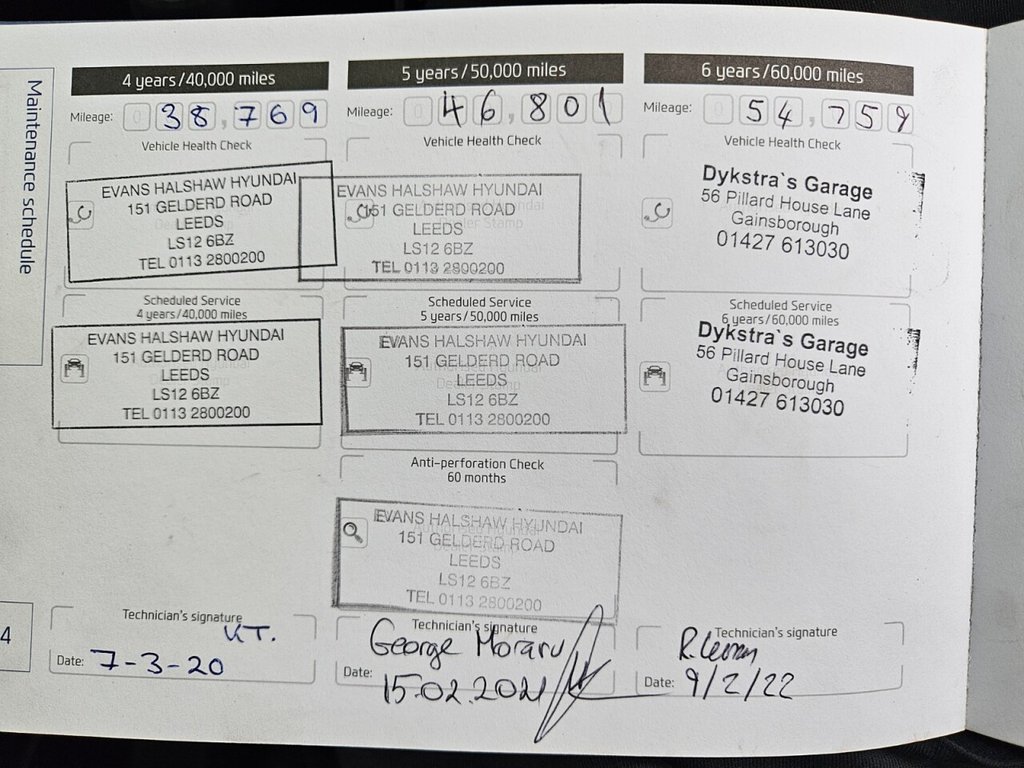 Maintenance schedule
4
4 years/40,000 miles
Mileage: 0 38,769
Vehicle Health Check
EVANS HALSHAW HYUNDAI
151 GELDERD ROAD
LEEDS
LS12 6BZ
TEL 0113 2800200
Scheduled Service
4 years/40,000 miles
EVANS HALSHAW HYUNDAI
151 GELDERD ROAD
LEEDS
LS12 6BZ
TEL 0113 2800200
Technician's signature
Date: 7-3-20
5 years/50,000 miles
Mileage: 0 46,801
Vehicle Health Check
EVANS HALSHAW HYUNDAI
151 GELDERD ROAD
LEEDS
LS12 6BZ
TEL 0113 2800200
Scheduled Service
5 years/50,000 miles
EVANS HALSHAW HYUNDAI
151 GELDERD ROAD
LEEDS
LS12 6BZ
TEL 0113 2800200
Anti-perforation Check
60 months
EVANS HALSHAW HYUNDAI
151 GELDERD ROAD
LEEDS
LS12 6BZ
TEL 0113 2800200
Technician's signature
George Moraru
Date: 15.02.2021
6 years/60,000 miles
Mileage: 0 54,759
Vehicle Health Check
Dykstra`s Garage
56 Pillard House Lane
Gainsborough
01427 613030
Scheduled Service
6 years/60,000 miles
Dykstra`s Garage
56 Pillard House Lane
Gainsborough
01427 613030
Technician's signature
Date: 9/2/22